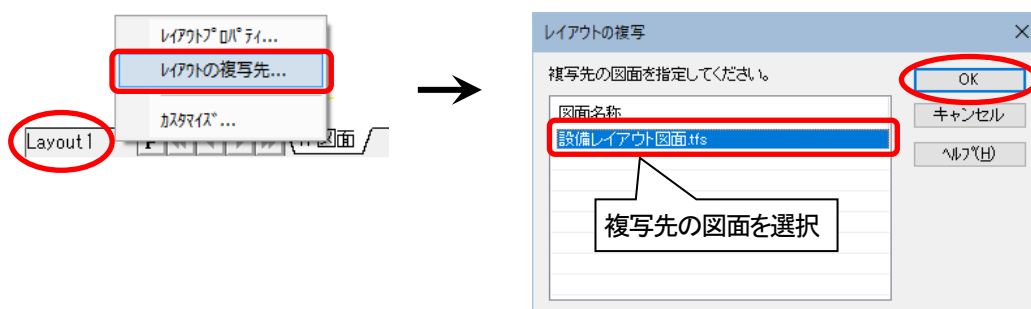 ﾚｲｱｳﾄﾌﾟﾛﾊﾟﾃｨ...
ﾚｲｱｳﾄの複写先...
ｶｽﾀﾏｲｽﾞ...
Layout1
図面
レイアウトの複写
複写先の図面を指定してください。
図面名称
設備レイアウト図面.tfs
複写先の図面を選択
OK
キャンセル
ﾍﾙﾌﾟ(H)